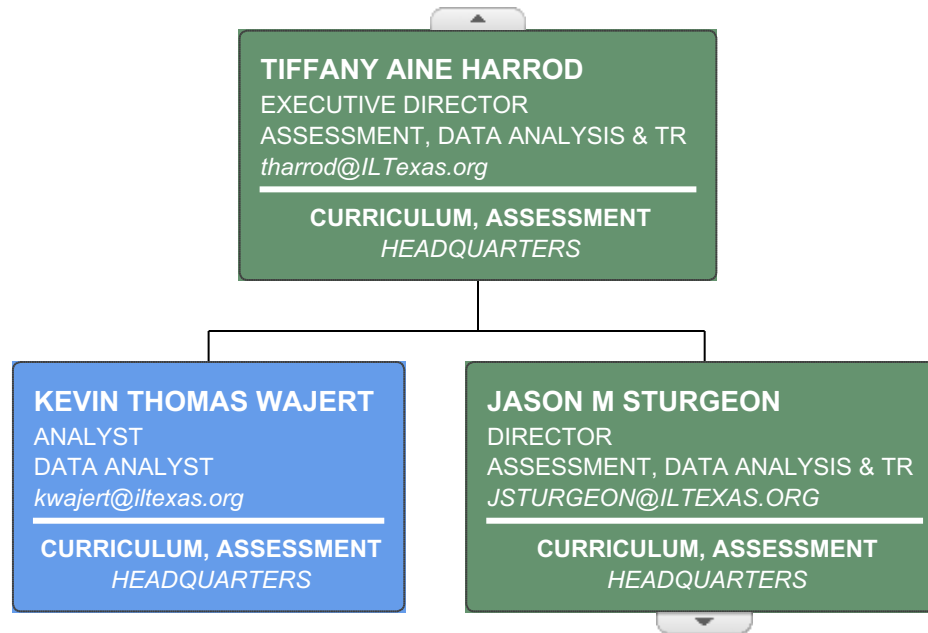 TIFFANY AINE HARROD
EXECUTIVE DIRECTOR
ASSESSMENT, DATA ANALYSIS & TR
tharrod@ILTexas.org
CURRICULUM, ASSESSMENT
HEADQUARTERS
KEVIN THOMAS WAJERT
ANALYST
DATA ANALYST
kwajert@iltexas.org
CURRICULUM, ASSESSMENT
HEADQUARTERS
JASON M STURGEON
DIRECTOR
ASSESSMENT, DATA ANALYSIS & TR
JSTURGEON@ILTEXAS.ORG
CURRICULUM, ASSESSMENT
HEADQUARTERS